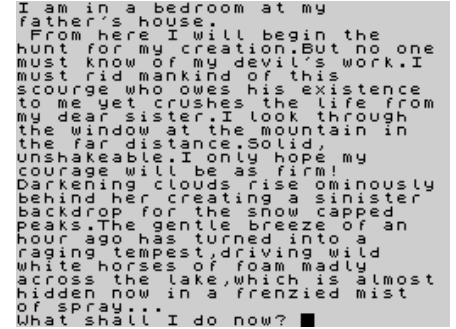 I am in a bedroom at my
father's house.
From here I will begin the
hunt for my creation.But no one
must know of my devil's work.I
must rid mankind of this
scourge who owes his existence
to me yet crushes the life from
my dear sister.I look through
the window at the mountain in
the far distance.Solid,
unshakeable.I only hope my
courage will be as firm!
Darkening clouds rise ominously
behind her creating a sinister
backdrop for the snow capped
peaks.The gentle breeze of an
hour ago has turned into a
raging tempest,driving wild
white horses of foam madly
across the lake,which is almost
hidden now in a frenzied mist
of spray...
What shall I do now?